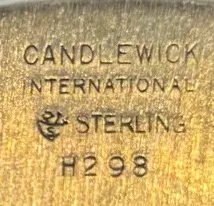 CANDLEWICK
INTERNATIONAL
STERLING
H298